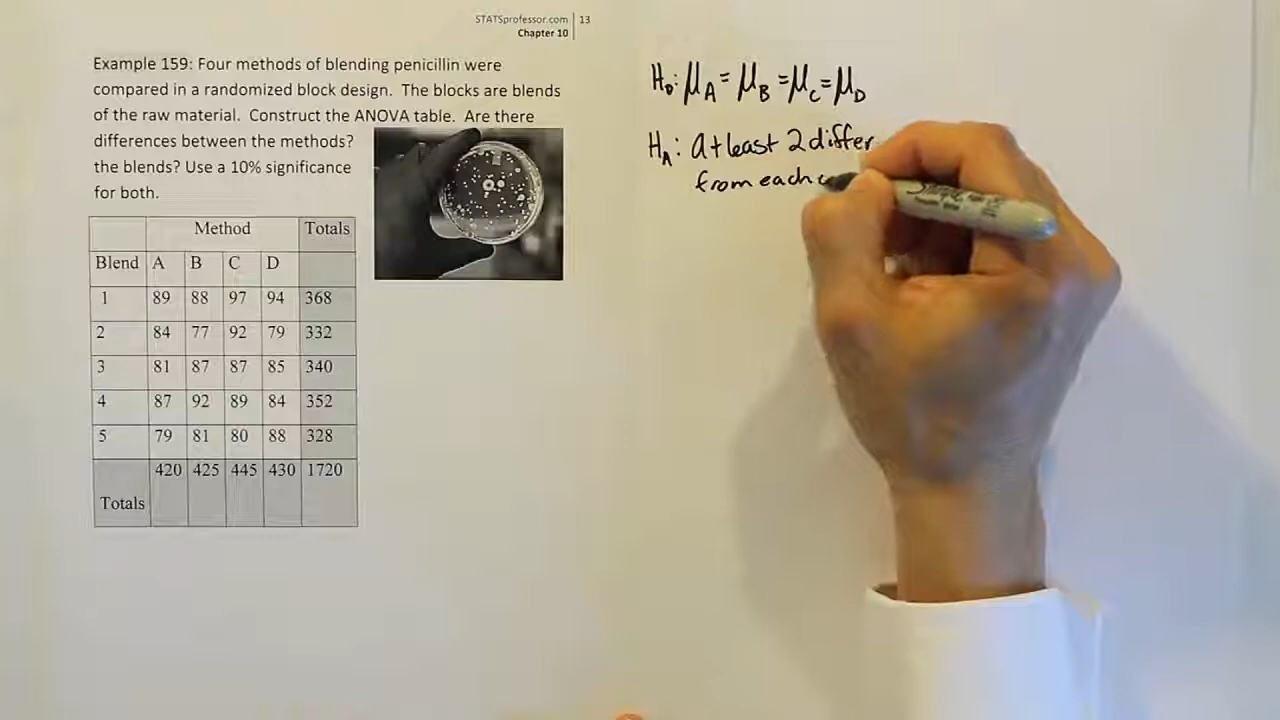 STATSprofessor.com | 13
Chapter 10
Example 159: Four methods of blending penicillin were
compared in a randomized block design. The blocks are blends
of the raw material. Construct the ANOVA table. Are there
differences between the methods?
the blends? Use a 10% significance
for both.
Method Totals
Blend A B C D
1 89 88 97 94 368
2 84 77 92 79 332
3 81 87 87 85 340
4 87 92 89 84 352
5 79 81 80 88 328
420 425 445 430 1720
Totals
H₀: μA = μB = μC = μD
HA: At least 2 differ
from each